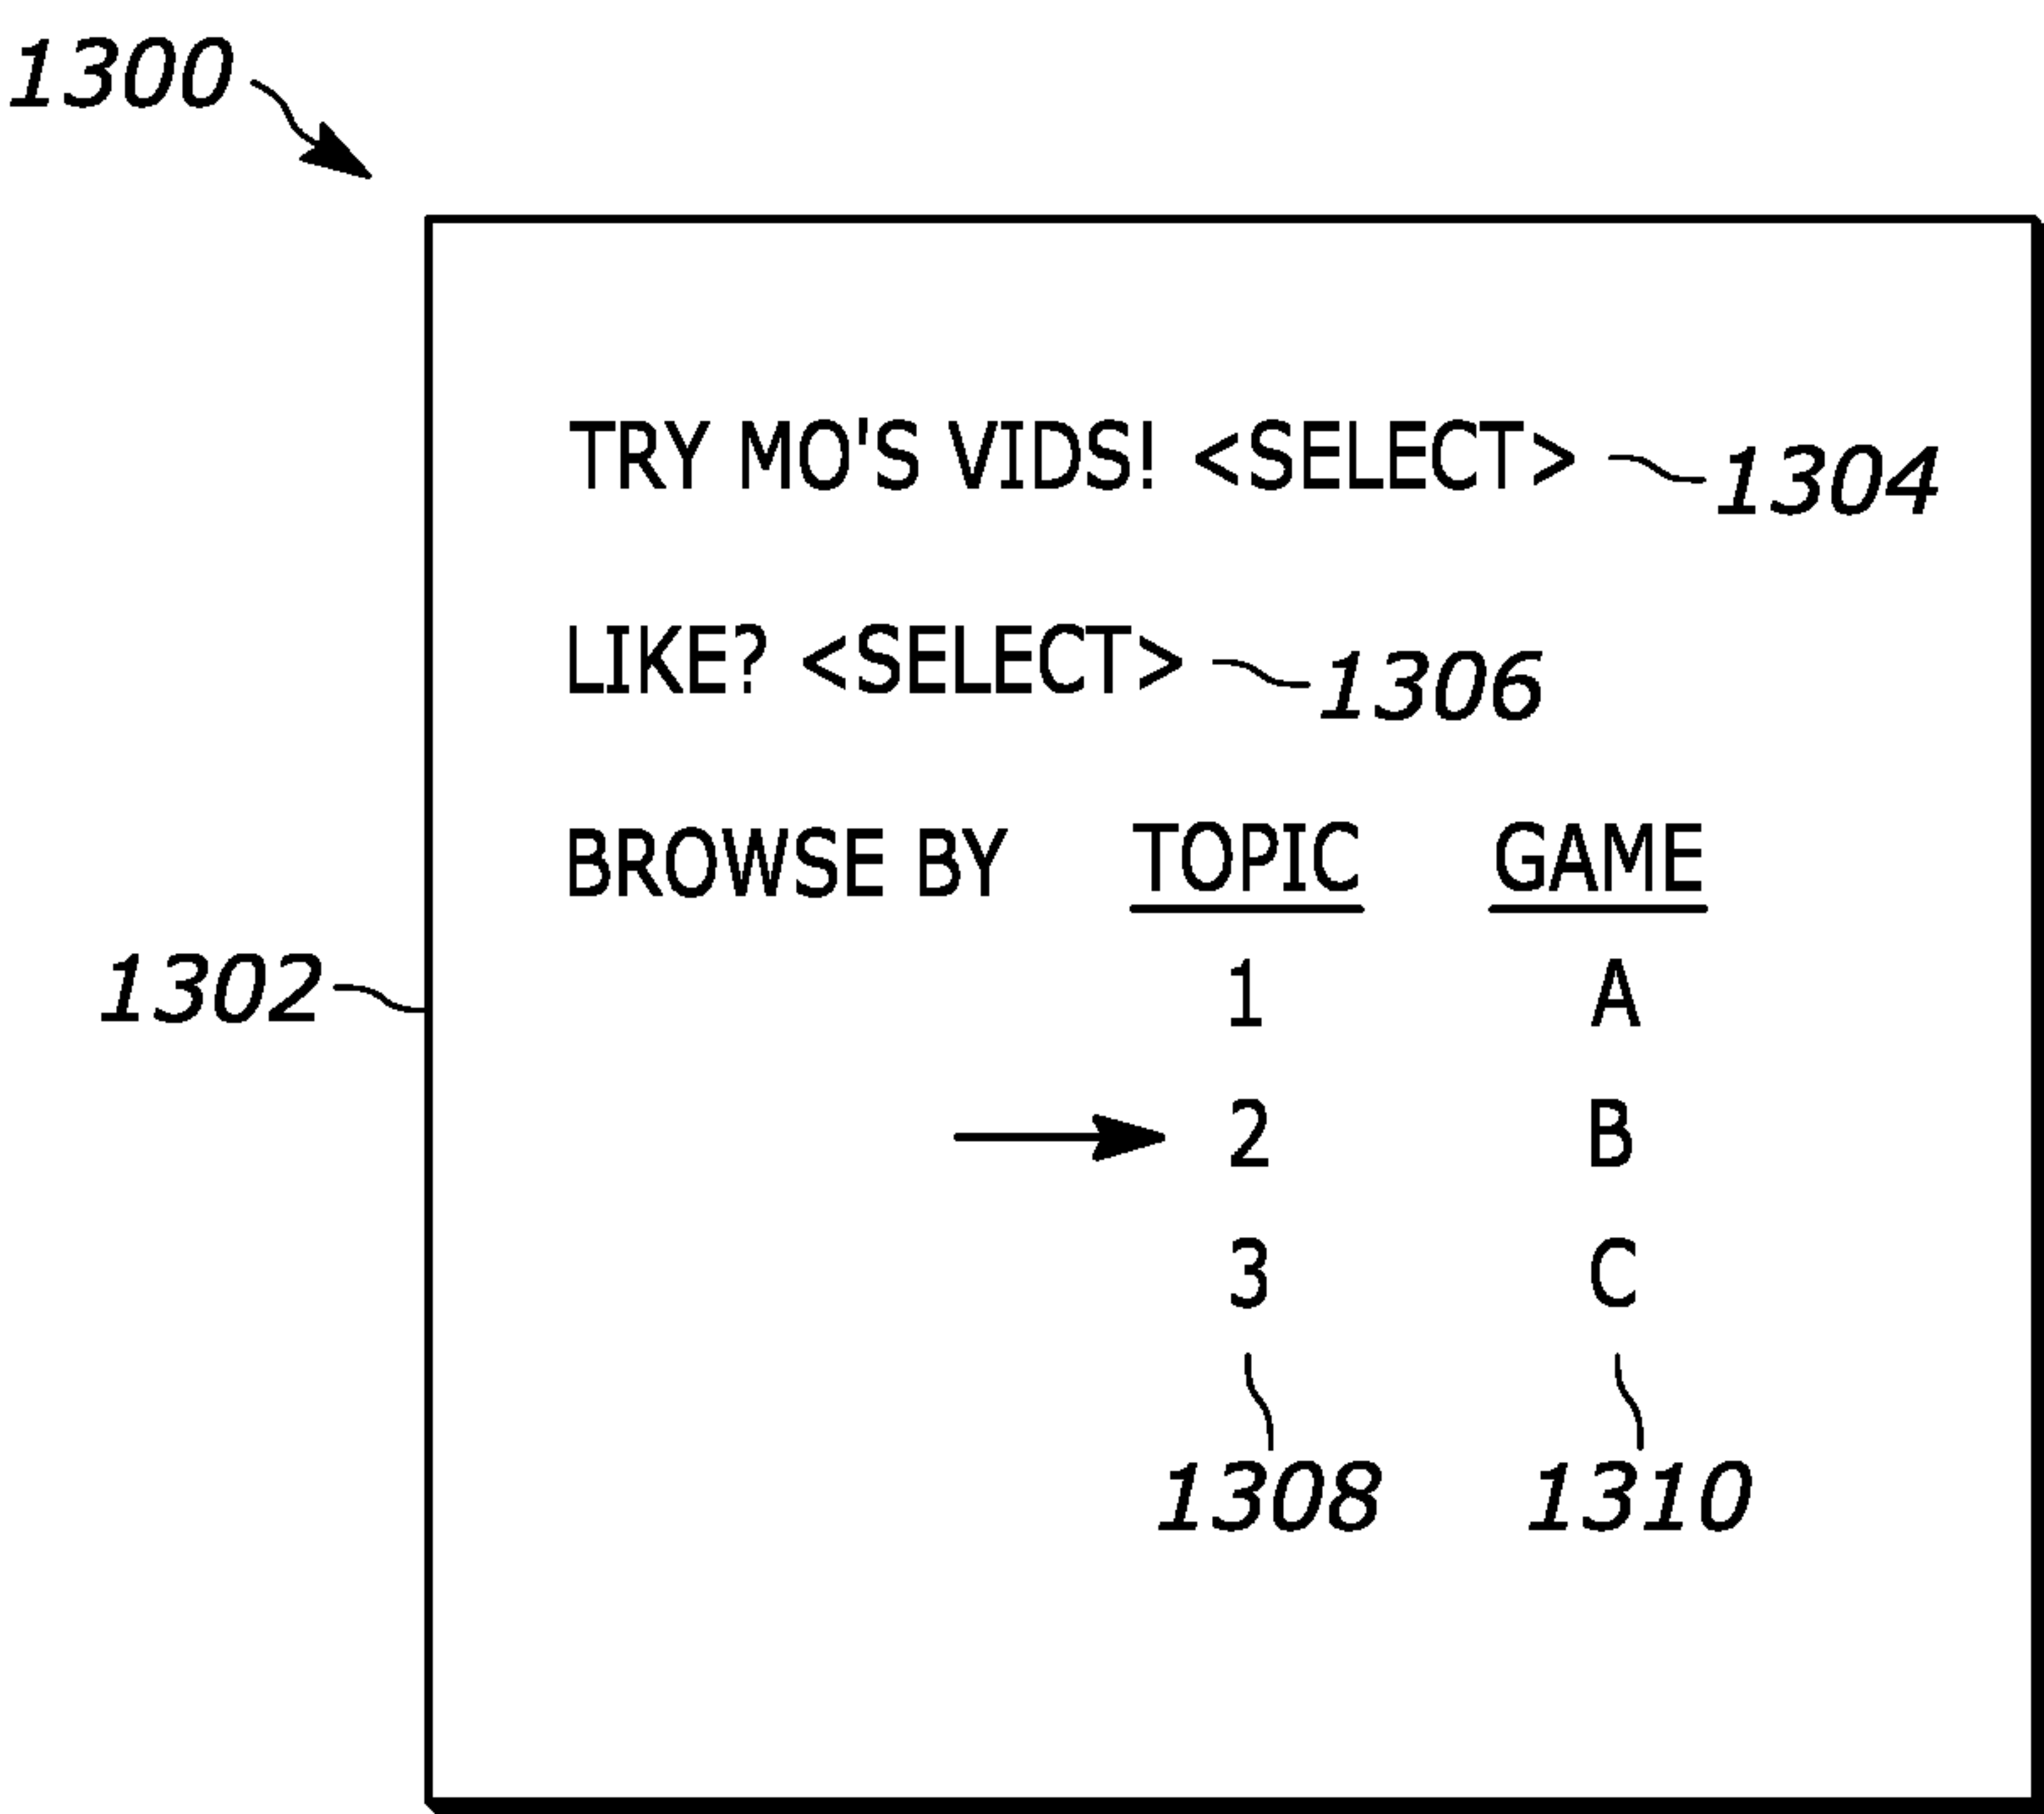 1300
TRY MO'S VIDS! <SELECT> 1304
LIKE? <SELECT> 1306
BROWSE BY TOPIC GAME
1302 1 A
2 B
3 C
1308 1310